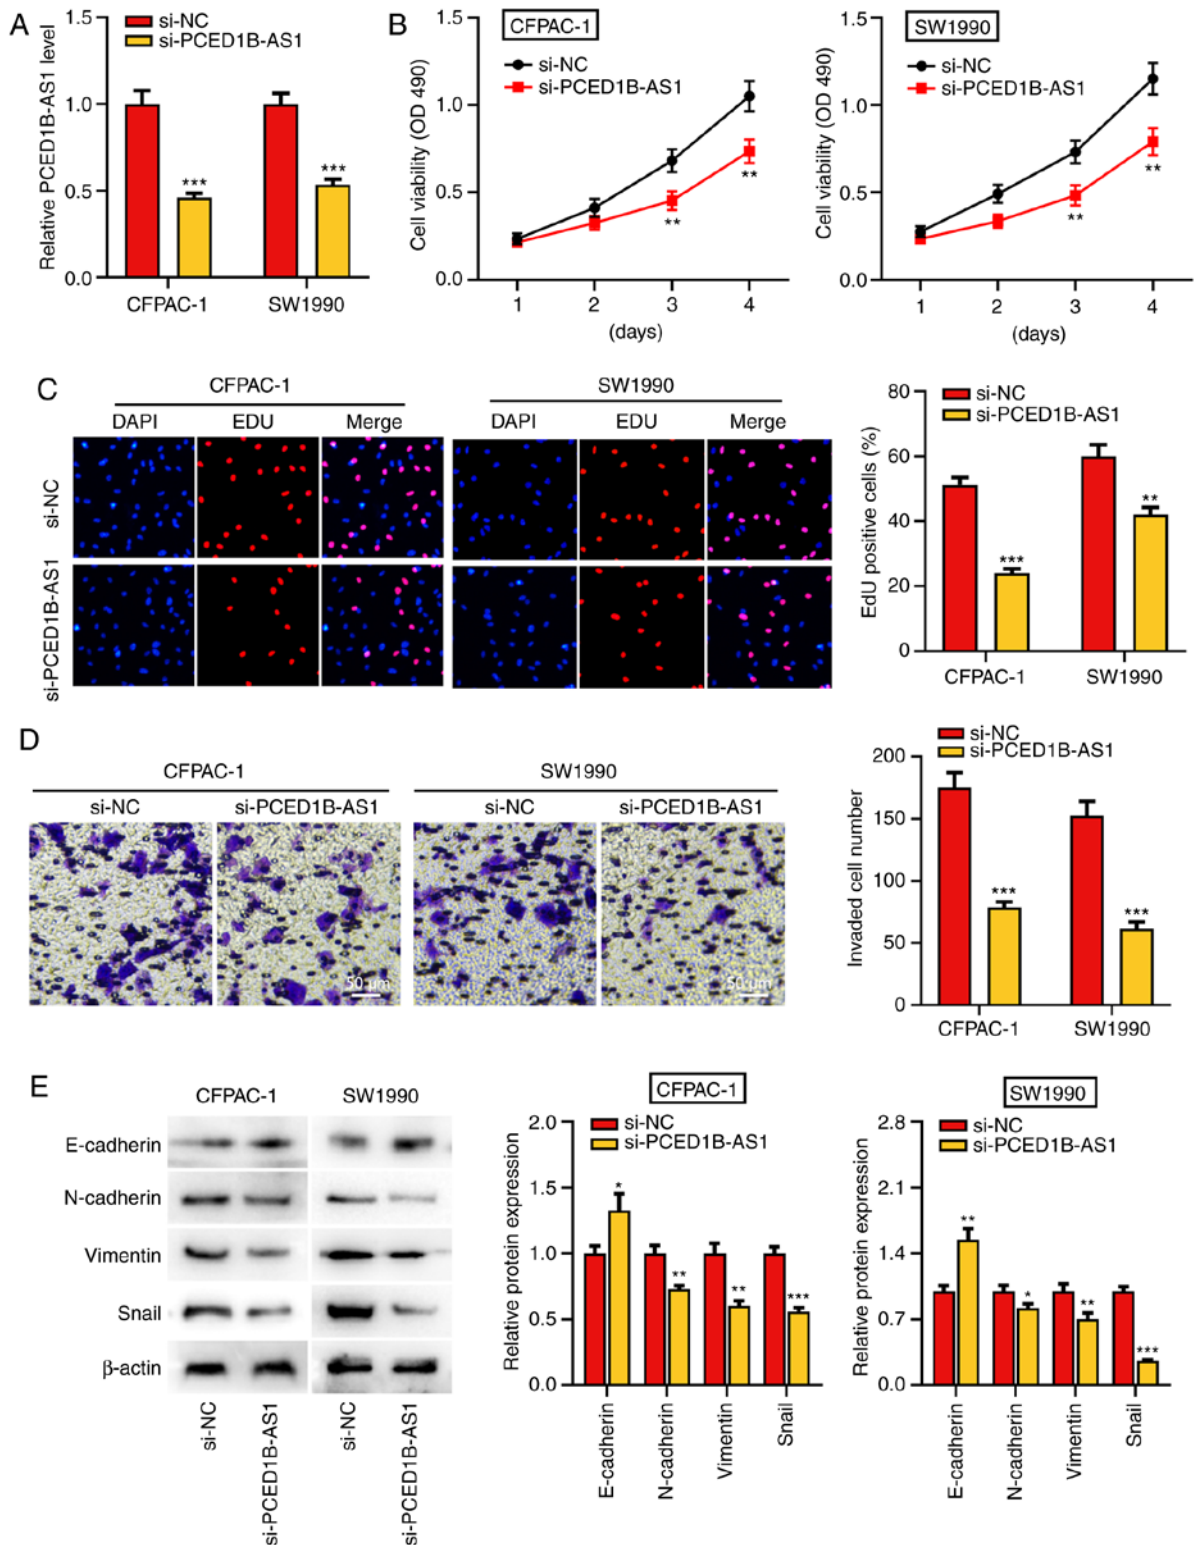 A
si-NC
si-PCED1B-AS1
Relative PCED1B-AS1 level
1.5
1.0
0.5
0.0
***
***
CFPAC-1
SW1990
B
CFPAC-1
si-NC
si-PCED1B-AS1
Cell viability (OD 490)
1.5
1.0
0.5
0.0
**
**
1 2 3 4
(days)
SW1990
si-NC
si-PCED1B-AS1
Cell viability (OD 490)
1.5
1.0
0.5
0.0
**
**
1 2 3 4
(days)
C
CFPAC-1
SW1990
DAPI EDU Merge
DAPI EDU Merge
si-NC
si-PCED1B-AS1
si-NC
si-PCED1B-AS1
EdU positive cells (%)
80
60
40
20
0
***
**
CFPAC-1
SW1990
D
CFPAC-1
SW1990
si-NC
si-PCED1B-AS1
si-NC
si-PCED1B-AS1
50 µm
50 µm
si-NC
si-PCED1B-AS1
Invaded cell number
200
150
100
50
0
***
***
CFPAC-1
SW1990
E
CFPAC-1
SW1990
E-cadherin
N-cadherin
Vimentin
Snail
β-actin
si-NC
si-PCED1B-AS1
si-NC
si-PCED1B-AS1
CFPAC-1
si-NC
si-PCED1B-AS1
Relative protein expression
2.0
1.5
1.0
0.5
0.0
*
**
**
***
E-cadherin
N-cadherin
Vimentin
Snail
SW1990
si-NC
si-PCED1B-AS1
Relative protein expression
2.8
2.1
1.4
0.7
0.0
**
*
**
***
E-cadherin
N-cadherin
Vimentin
Snail